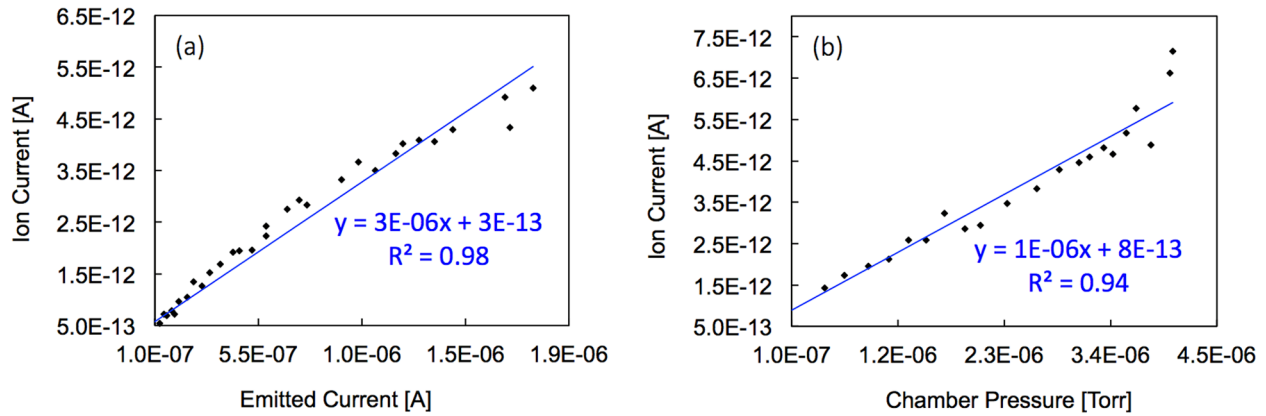 (a)
Ion Current [A]
6.5E-12
5.5E-12
4.5E-12
3.5E-12
2.5E-12
1.5E-12
5.0E-13
y = 3E-06x + 3E-13
R² = 0.98
1.0E-07 5.5E-07 1.0E-06 1.5E-06 1.9E-06
Emitted Current [A]
(b)
Ion Current [A]
7.5E-12
6.5E-12
5.5E-12
4.5E-12
3.5E-12
2.5E-12
1.5E-12
5.0E-13
y = 1E-06x + 8E-13
R² = 0.94
1.0E-07 1.2E-06 2.3E-06 3.4E-06 4.5E-06
Chamber Pressure [Torr]